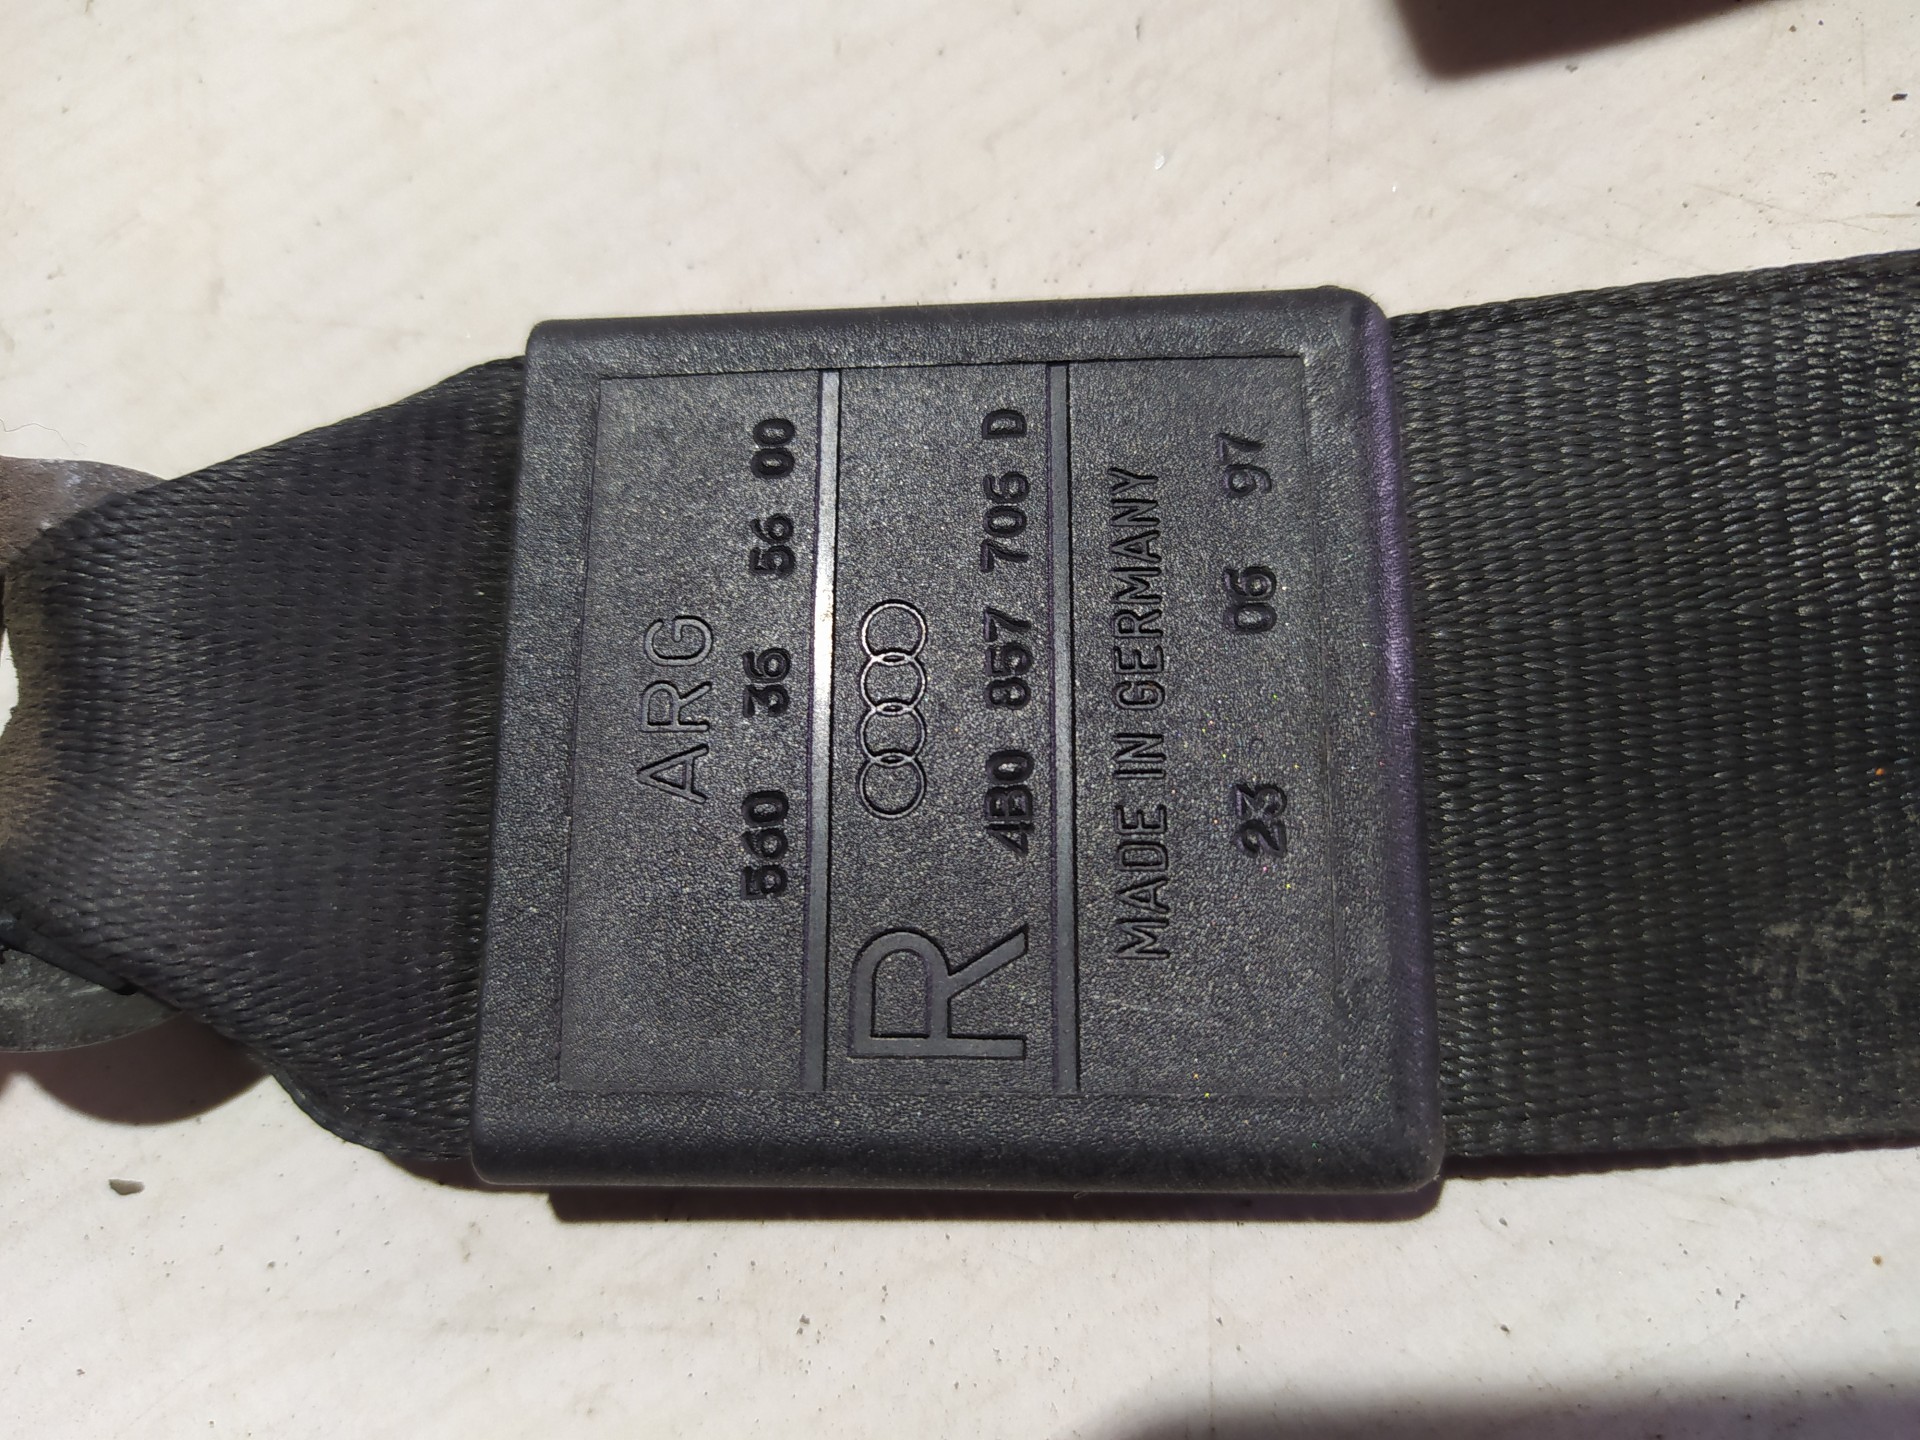 ARG
560 36 56 00
R
4B0 857 706 D
MADE IN GERMANY
23 06 97